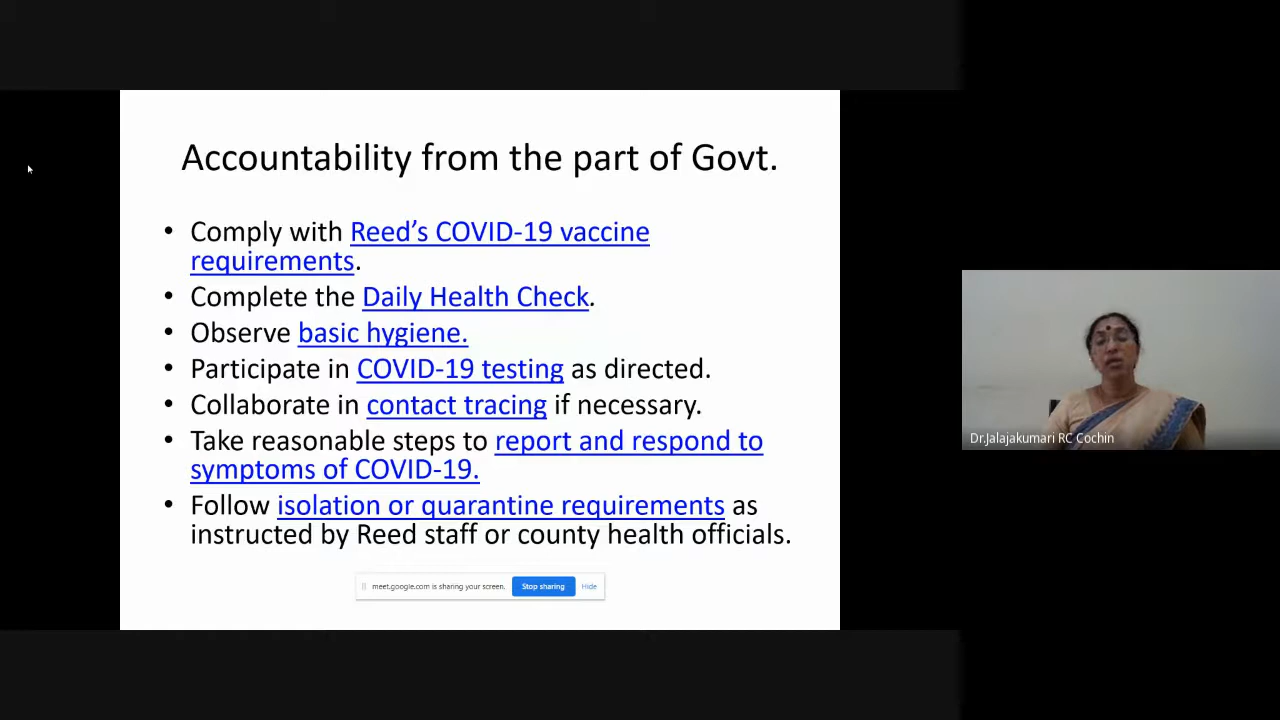 Accountability from the part of Govt.
• Comply with Reed’s COVID-19 vaccine
requirements.
• Complete the Daily Health Check.
• Observe basic hygiene.
• Participate in COVID-19 testing as directed.
• Collaborate in contact tracing if necessary.
• Take reasonable steps to report and respond to
symptoms of COVID-19.
• Follow isolation or quarantine requirements as
instructed by Reed staff or county health officials.
meet.google.com is sharing your screen. Stop sharing Hide
Dr.Jalajakumari RC Cochin